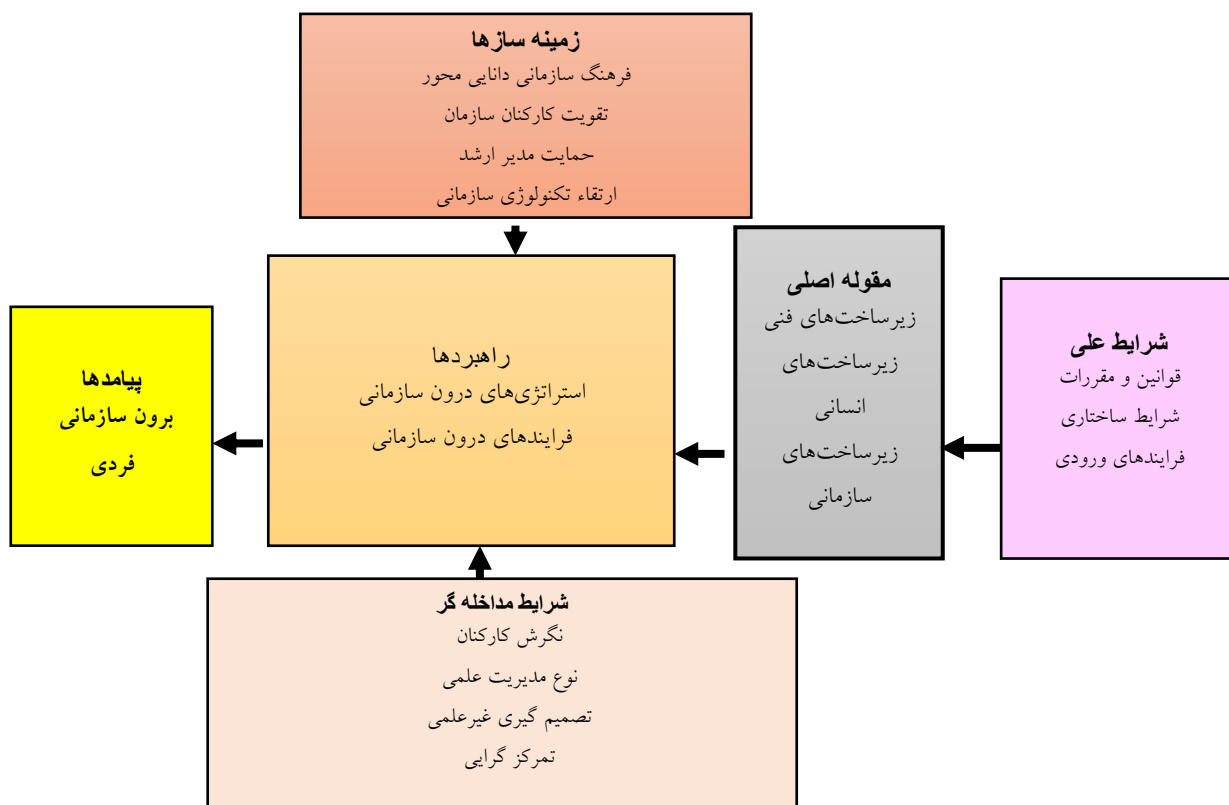 زمینه سازها
فرهنگ سازمانی دانایی محور
تقویت کارکنان سازمان
حمایت مدیر ارشد
ارتقاء تکنولوژی سازمانی
شرایط علی
قوانین و مقررات
شرایط ساختاری
فرایندهای ورودی
مقوله اصلی
زیرساخت‌های فنی
زیرساخت‌های
انسانی
زیرساخت‌های
سازمانی
راهبردها
استراتژی‌های درون سازمانی
فرایندهای درون سازمانی
پیامدها
برون سازمانی
فردی
شرایط مداخله گر
نگرش کارکنان
نوع مدیریت علمی
تصمیم گیری غیرعلمی
تمرکز گرایی